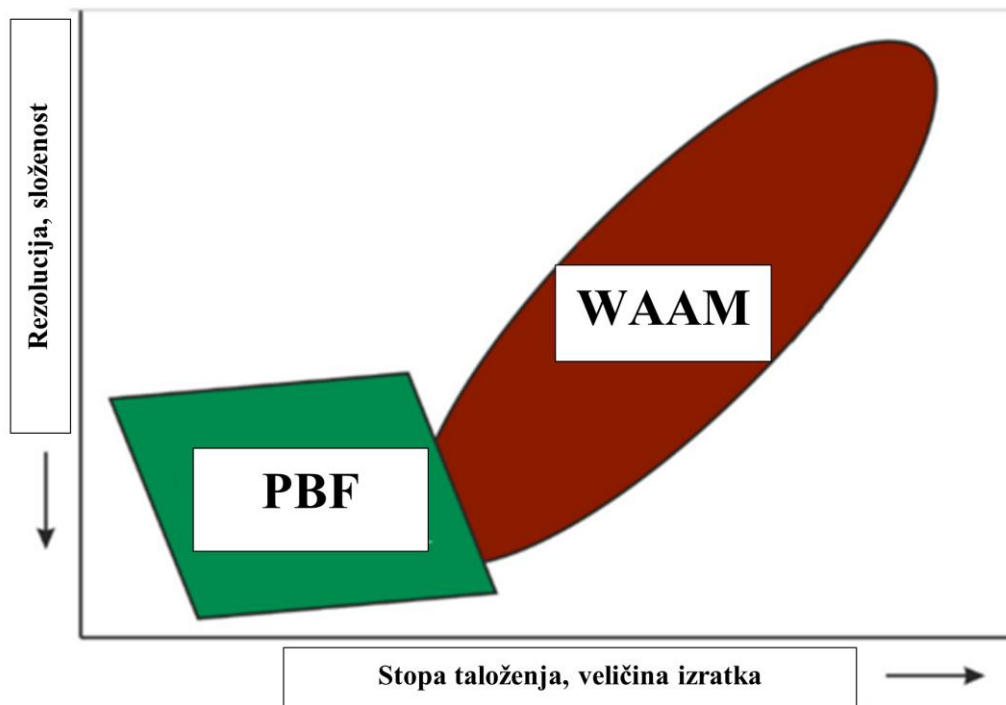 Rezolucija, složenost
WAAM
PBF
Stopa taloženja, veličina izratka